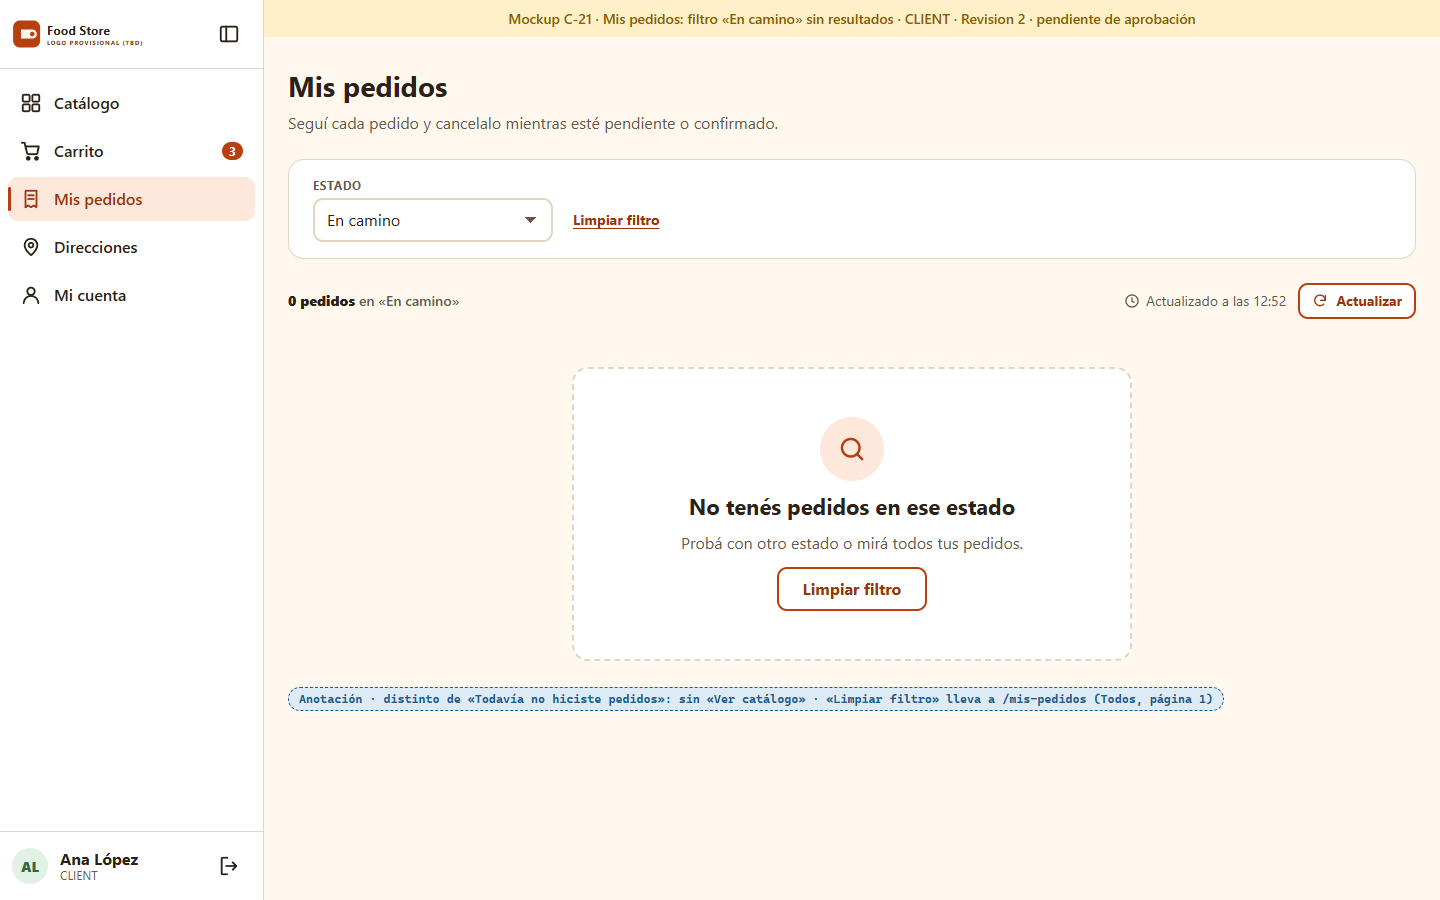 Food Store
LOGO PROVISIONAL (TBD)
Catálogo
Carrito
3
Mis pedidos
Direcciones
Mi cuenta
AL
Ana López
CLIENT
Mockup C-21 · Mis pedidos: filtro «En camino» sin resultados · CLIENT · Revision 2 · pendiente de aprobación
Mis pedidos
Seguí cada pedido y cancelalo mientras esté pendiente o confirmado.
ESTADO
En camino
Limpiar filtro
0 pedidos en «En camino»
Actualizado a las 12:52
Actualizar
No tenés pedidos en ese estado
Probá con otro estado o mirá todos tus pedidos.
Limpiar filtro
Anotación · distinto de «Todavía no hiciste pedidos»: sin «Ver catálogo» · «Limpiar filtro» lleva a /mis-pedidos (Todos, página 1)